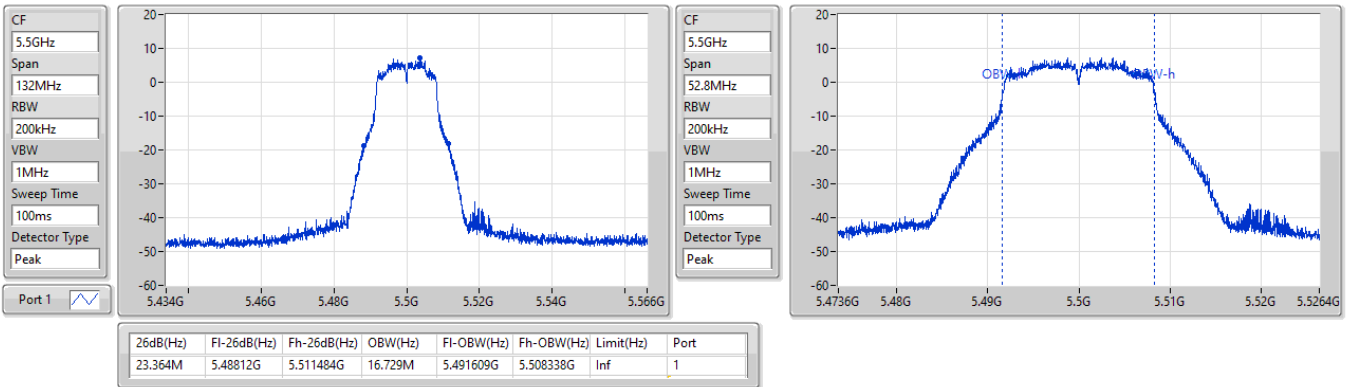 CF
5.5GHz
Span
132MHz
RBW
200kHz
VBW
1MHz
Sweep Time
100ms
Detector Type
Peak
Port 1
20
10
0
-10
-20
-30
-40
-50
-60
5.434G 5.46G 5.48G 5.5G 5.52G 5.54G 5.566G
CF
5.5GHz
Span
52.8MHz
RBW
200kHz
VBW
1MHz
Sweep Time
100ms
Detector Type
Peak
20
10
0
-10
-20
-30
-40
-50
-60
5.4736G 5.48G 5.49G 5.5G 5.51G 5.52G 5.5264G
26dB(Hz) Fl-26dB(Hz) Fh-26dB(Hz) OBW(Hz) Fl-OBW(Hz) Fh-OBW(Hz) Limit(Hz) Port
23.364M 5.48812G 5.511484G 16.729M 5.491609G 5.508338G Inf 1